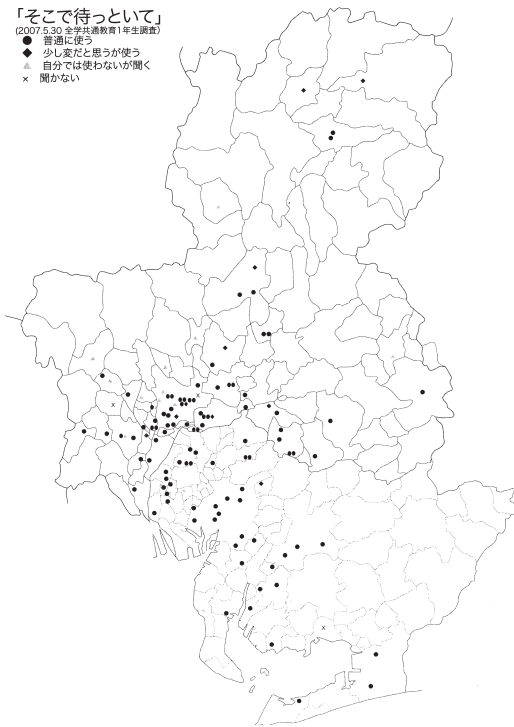 「そこで待っといて」
(2007.5.30 全学共通教育1年生調査)
● 普通に使う
◆ 少し変だと思うが使う
▲ 自分では使わないが聞く
× 聞かない